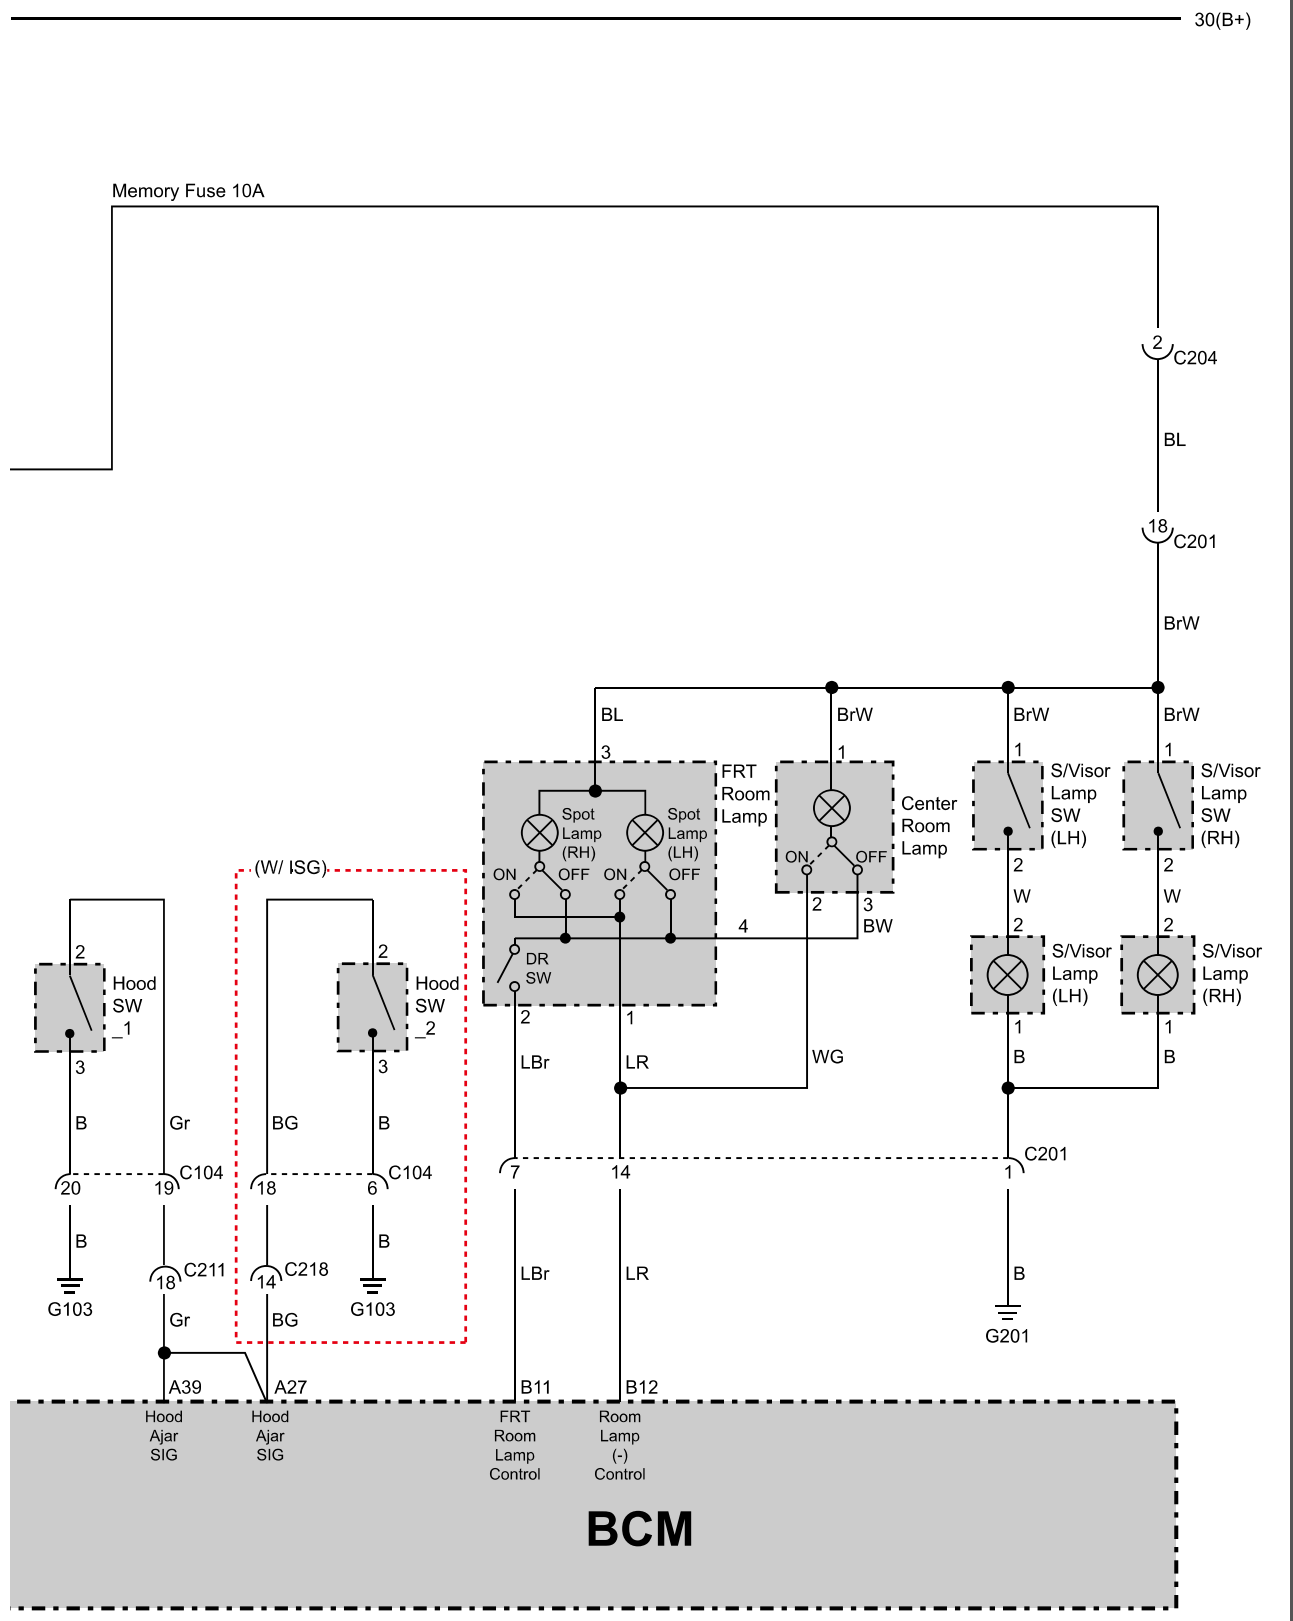 30(B+)
Memory Fuse 10A
2
C204
BL
18
C201
BrW
BL
BrW
BrW
BrW
3
1
1
1
FRT
Room
Lamp
Center
Room
Lamp
S/Visor
Lamp
SW
(LH)
S/Visor
Lamp
SW
(RH)
Spot
Lamp
(RH)
Spot
Lamp
(LH)
ON
OFF
ON
OFF
ON
OFF
2
3
2
2
(W/ ISG)
4
BW
W
W
2
2
2
2
DR
SW
Hood
SW
_1
Hood
SW
_2
S/Visor
Lamp
(LH)
S/Visor
Lamp
(RH)
3
3
2
1
1
1
LBr
LR
WG
B
B
B
Gr
BG
B
C104
C104
C201
20
19
18
6
7
14
1
B
B
C211
C218
18
14
LBr
LR
B
G103
G103
Gr
BG
G201
A39
A27
B11
B12
Hood
Ajar
SIG
Hood
Ajar
SIG
FRT
Room
Lamp
Control
Room
Lamp
(-)
Control
BCM